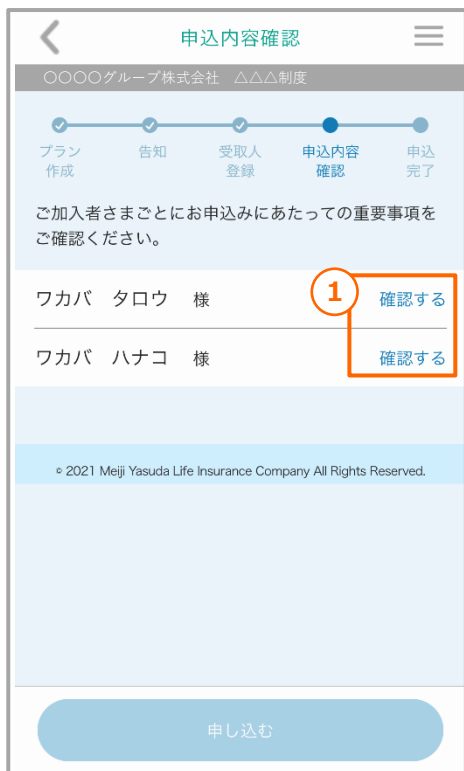 申込内容確認
○○○○グループ株式会社　△△△制度
プラン作成　告知　受取人登録　申込内容確認　申込完了
ご加入者さまごとにお申込みにあたっての重要事項を
ご確認ください。
ワカバ　タロウ　様　①　確認する
ワカバ　ハナコ　様　確認する
© 2021 Meiji Yasuda Life Insurance Company All Rights Reserved.
申し込む